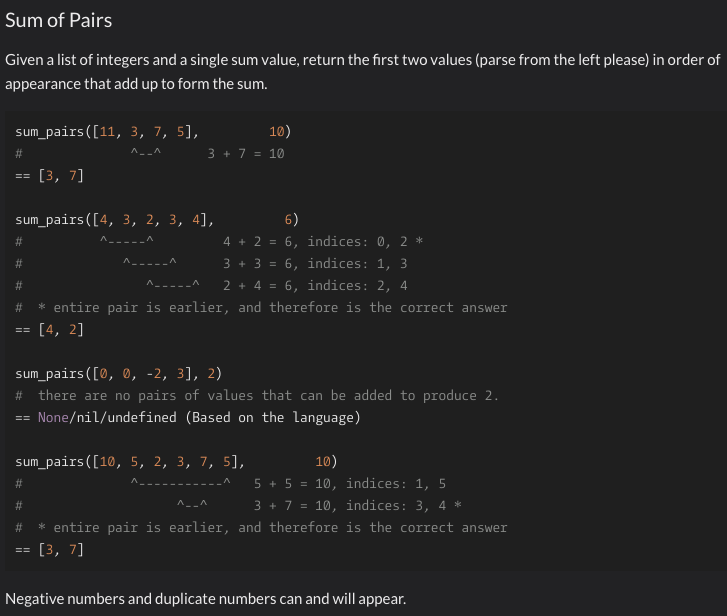 Sum of Pairs
Given a list of integers and a single sum value, return the first two values (parse from the left please) in order of
appearance that add up to form the sum.
sum_pairs([11, 3, 7, 5],         10)
#              ^--^      3 + 7 = 10
== [3, 7]
sum_pairs([4, 3, 2, 3, 4],         6)
#          ^-----^         4 + 2 = 6, indices: 0, 2 *
#             ^-----^      3 + 3 = 6, indices: 1, 3
#                ^-----^   2 + 4 = 6, indices: 2, 4
#  * entire pair is earlier, and therefore is the correct answer
== [4, 2]
sum_pairs([0, 0, -2, 3], 2)
#  there are no pairs of values that can be added to produce 2.
== None/nil/undefined (Based on the language)
sum_pairs([10, 5, 2, 3, 7, 5],         10)
#              ^-----------^   5 + 5 = 10, indices: 1, 5
#                    ^--^      3 + 7 = 10, indices: 3, 4 *
#  * entire pair is earlier, and therefore is the correct answer
== [3, 7]
Negative numbers and duplicate numbers can and will appear.